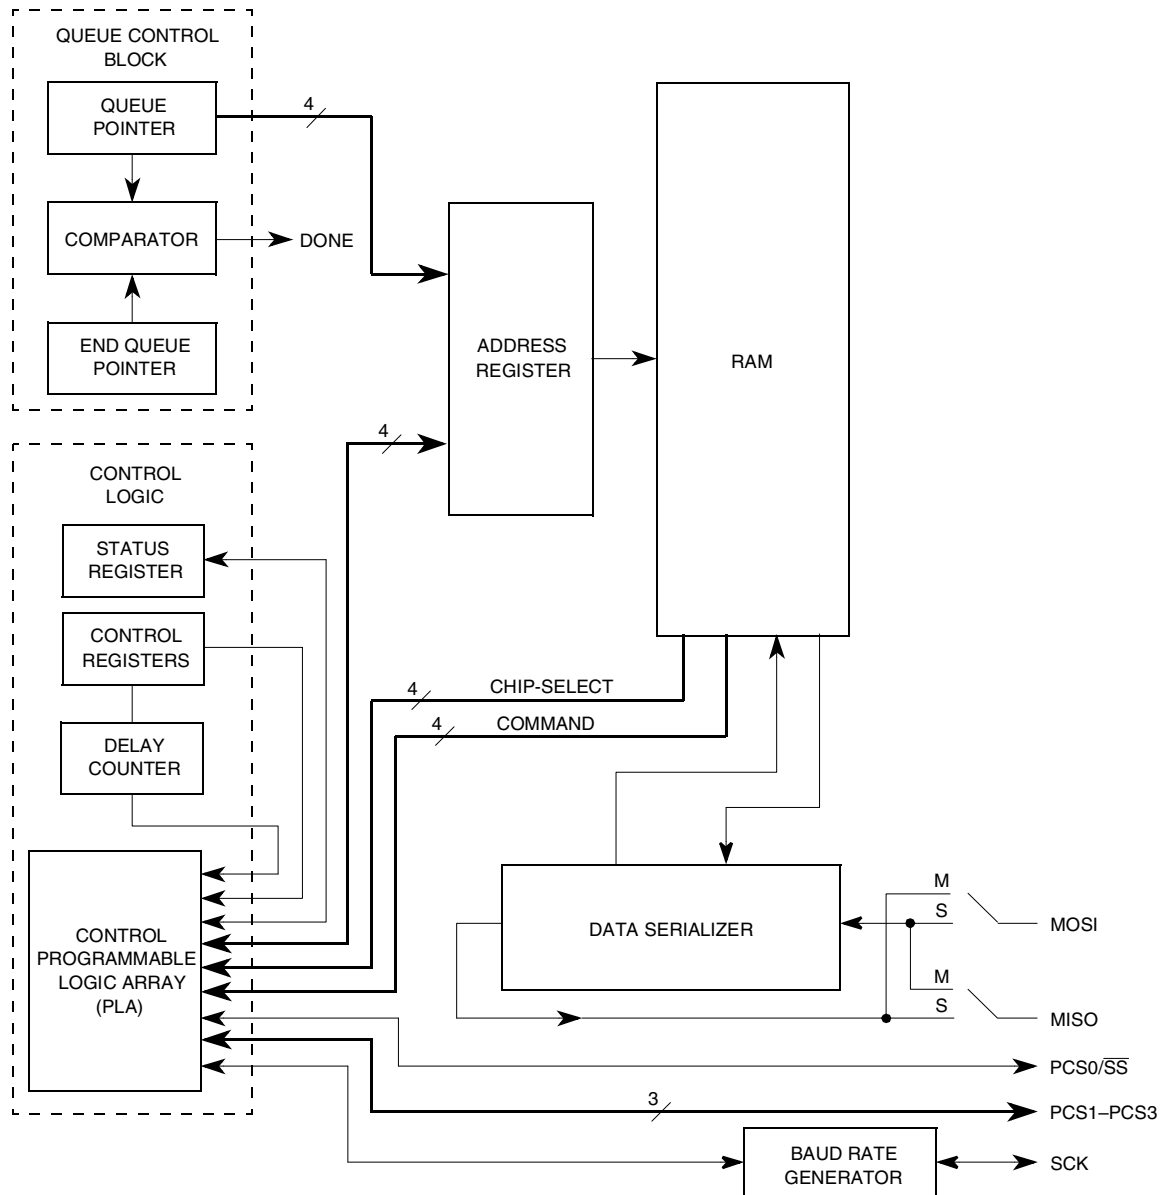 QUEUE CONTROL
BLOCK
QUEUE
POINTER
4
COMPARATOR
DONE
END QUEUE
POINTER
ADDRESS
REGISTER
RAM
4
CONTROL
LOGIC
STATUS
REGISTER
CONTROL
REGISTERS
4
CHIP-SELECT
4
COMMAND
DELAY
COUNTER
CONTROL
PROGRAMMABLE
LOGIC ARRAY
(PLA)
DATA SERIALIZER
M
S
MOSI
M
S
MISO
PCS0/S̅S̅
3
PCS1–PCS3
BAUD RATE
GENERATOR
SCK